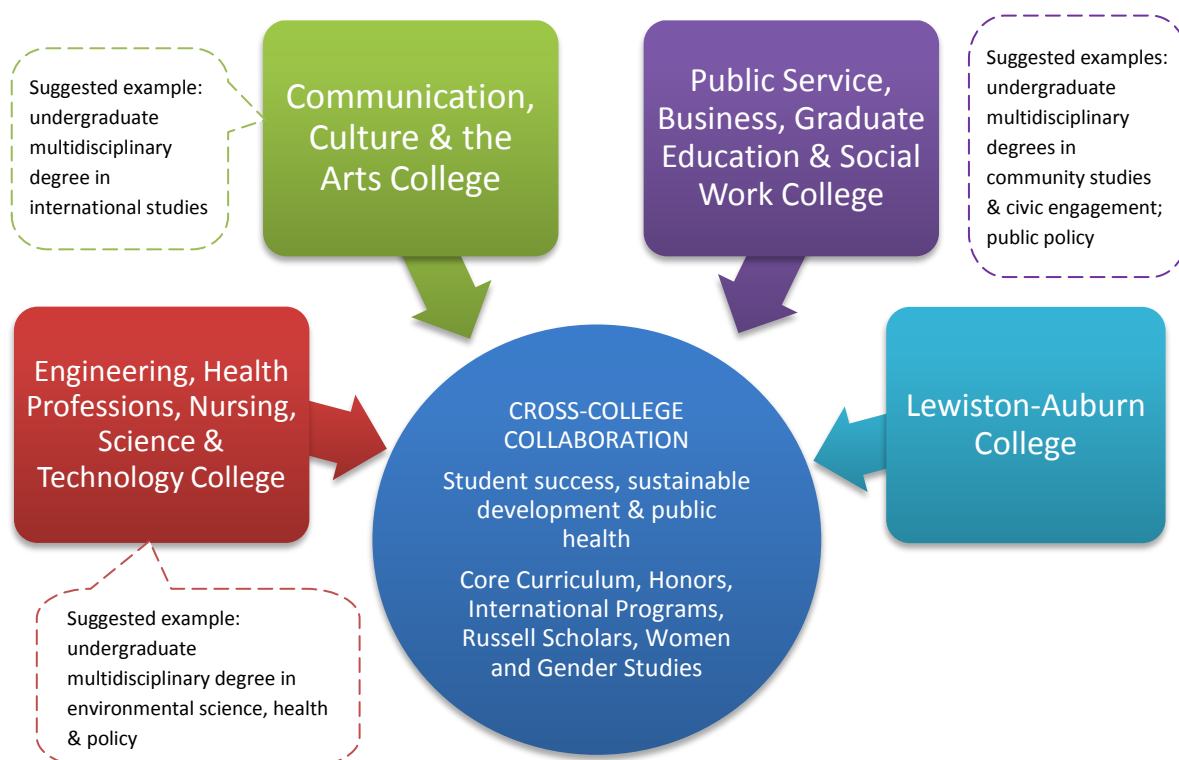 Suggested example:
undergraduate
multidisciplinary
degree in
international studies
Communication,
Culture & the
Arts College
Public Service,
Business, Graduate
Education & Social
Work College
Suggested examples:
undergraduate
multidisciplinary
degrees in
community studies
& civic engagement;
public policy
Engineering, Health
Professions, Nursing,
Science &
Technology College
CROSS-COLLEGE
COLLABORATION
Student success, sustainable
development & public
health
Core Curriculum, Honors,
International Programs,
Russell Scholars, Women
and Gender Studies
Lewiston-Auburn
College
Suggested example:
undergraduate
multidisciplinary degree in
environmental science, health
& policy